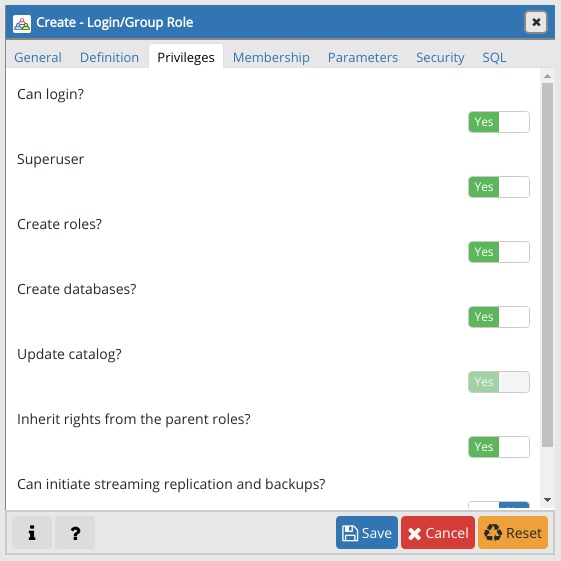 Create - Login/Group Role
General Definition Privileges Membership Parameters Security SQL
Can login?
Yes
Superuser
Yes
Create roles?
Yes
Create databases?
Yes
Update catalog?
Yes
Inherit rights from the parent roles?
Yes
Can initiate streaming replication and backups?
i ? Save Cancel Reset